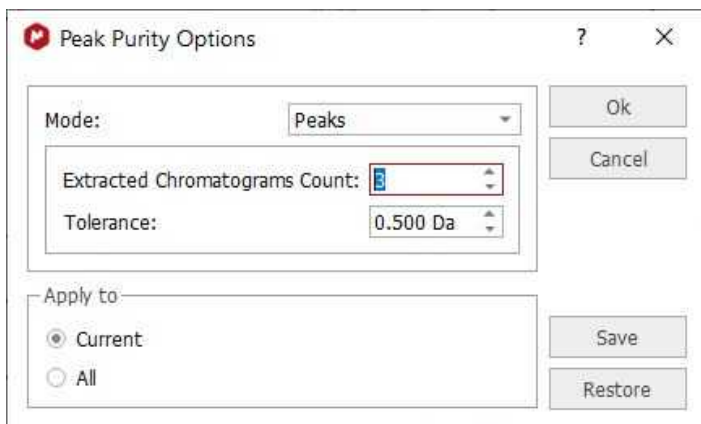 Peak Purity Options ? ×
Mode: Peaks
Ok
Extracted Chromatograms Count: 3
Cancel
Tolerance: 0.500 Da
Apply to
Current
Save
All
Restore